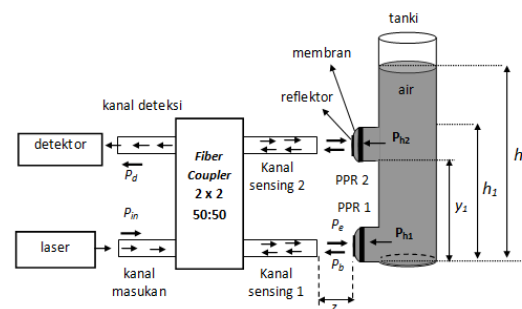 tanki
membran
reflektor
air
kanal deteksi
detektor
P_d
Fiber
Coupler
2 x 2
50:50
Kanal
sensing 2
P_h2
PPR 2
PPR 1
h
h_1
y_1
P_in
P_e
P_h1
laser
P_b
kanal
masukan
Kanal
sensing 1
z